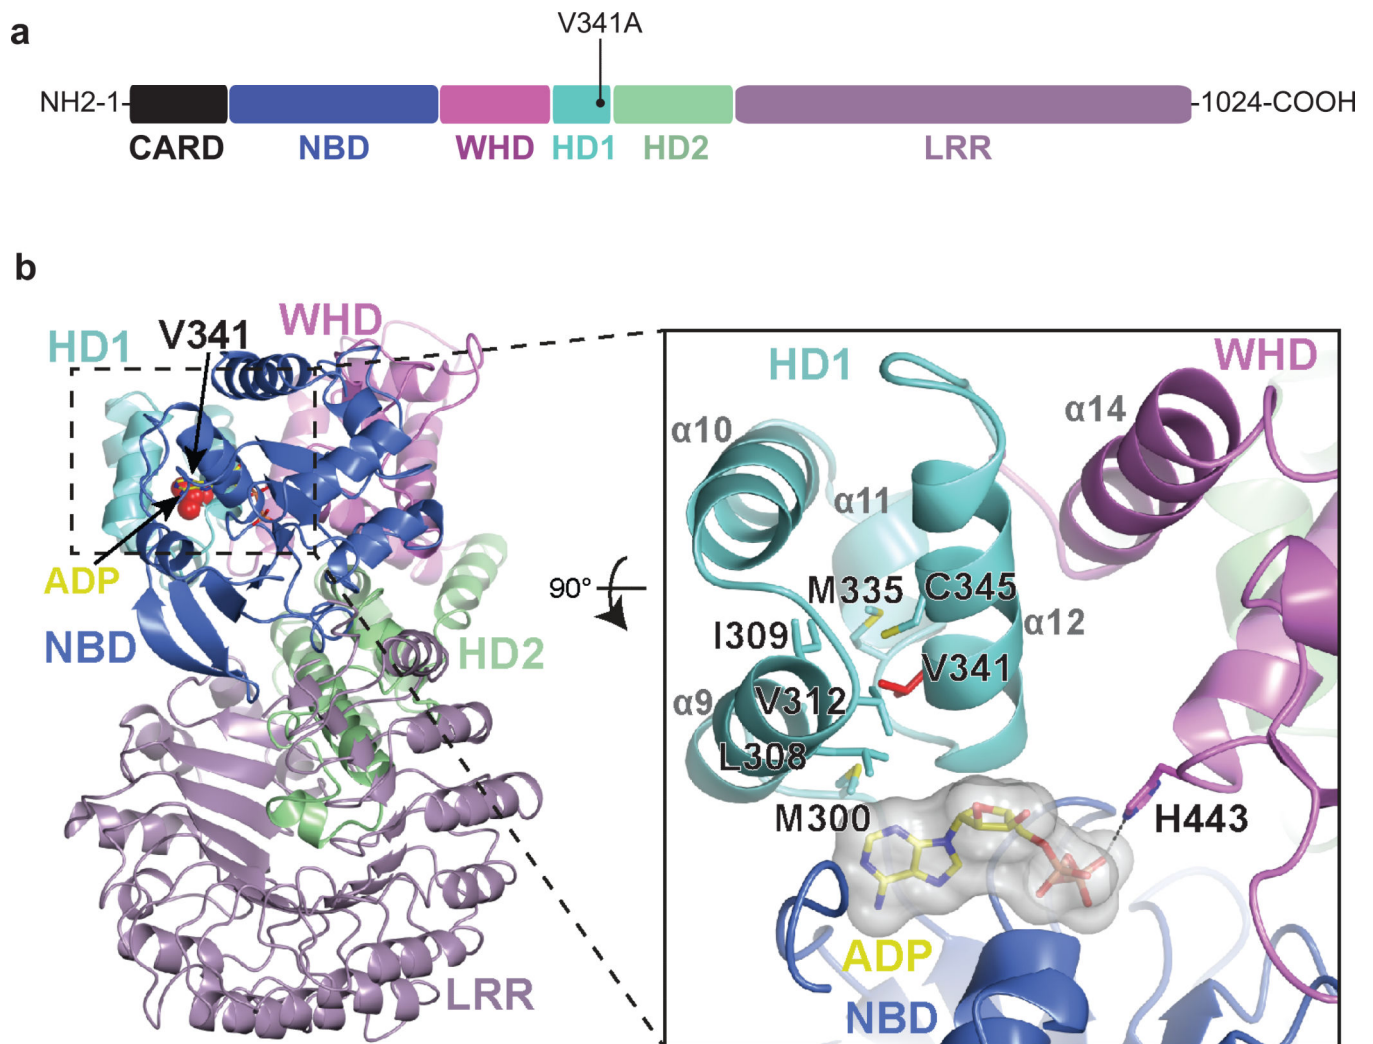 a
V341A
NH2-1-
-1024-COOH
CARD
NBD
WHD
HD1
HD2
LRR
b
HD1
V341
WHD
ADP
NBD
HD2
LRR
90°
HD1
WHD
α10
α14
α11
M335
C345
α12
I309
V341
α9
V312
L308
M300
H443
ADP
NBD